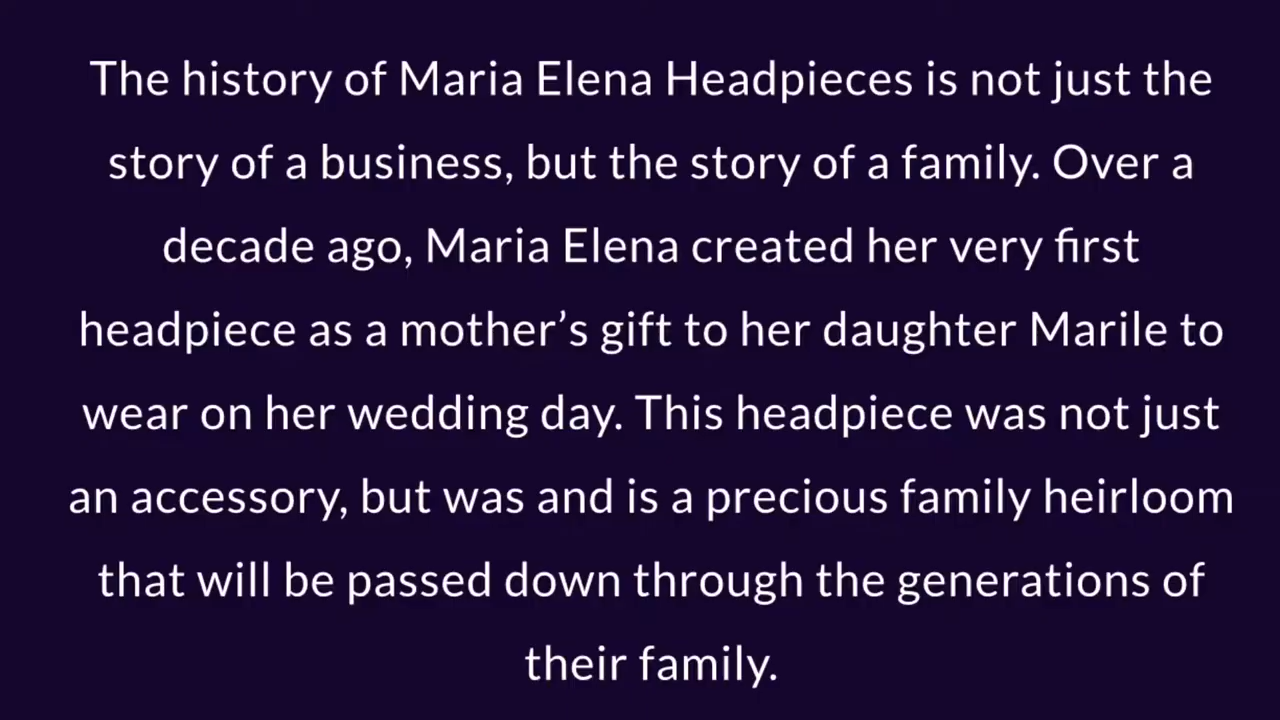 The history of Maria Elena Headpieces is not just the
story of a business, but the story of a family. Over a
decade ago, Maria Elena created her very first
headpiece as a mother’s gift to her daughter Marile to
wear on her wedding day. This headpiece was not just
an accessory, but was and is a precious family heirloom
that will be passed down through the generations of
their family.